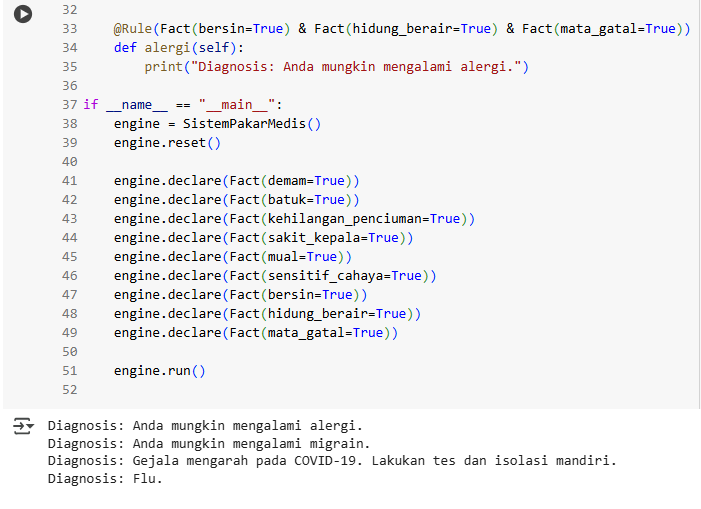 32
33     @Rule(Fact(bersin=True) & Fact(hidung_berair=True) & Fact(mata_gatal=True))
34     def alergi(self):
35         print("Diagnosis: Anda mungkin mengalami alergi.")
36
37 if __name__ == "__main__":
38     engine = SistemPakarMedis()
39     engine.reset()
40
41     engine.declare(Fact(demam=True))
42     engine.declare(Fact(batuk=True))
43     engine.declare(Fact(kehilangan_penciuman=True))
44     engine.declare(Fact(sakit_kepala=True))
45     engine.declare(Fact(mual=True))
46     engine.declare(Fact(sensitif_cahaya=True))
47     engine.declare(Fact(bersin=True))
48     engine.declare(Fact(hidung_berair=True))
49     engine.declare(Fact(mata_gatal=True))
50
51     engine.run()
52
Diagnosis: Anda mungkin mengalami alergi.
Diagnosis: Anda mungkin mengalami migrain.
Diagnosis: Gejala mengarah pada COVID-19. Lakukan tes dan isolasi mandiri.
Diagnosis: Flu.